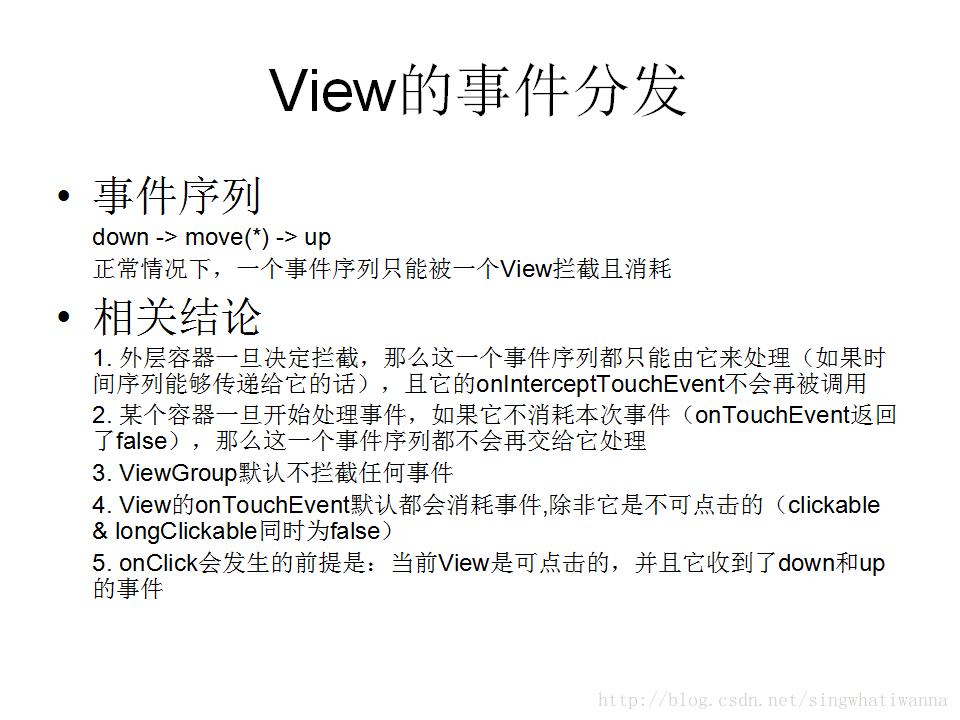 View的事件分发
• 事件序列
down -> move(*) -> up
正常情况下，一个事件序列只能被一个View拦截且消耗
• 相关结论
1. 外层容器一旦决定拦截，那么这一个事件序列都只能由它来处理（如果时
间序列能够传递给它的话），且它的onInterceptTouchEvent不会再被调用
2. 某个容器一旦开始处理事件，如果它不消耗本次事件（onTouchEvent返回
了false），那么这一个事件序列都不会再交给它处理
3. ViewGroup默认不拦截任何事件
4. View的onTouchEvent默认都会消耗事件,除非它是不可点击的（clickable
& longClickable同时为false）
5. onClick会发生的前提是：当前View是可点击的，并且它收到了down和up
的事件
http://blog.csdn.net/singwhatiwanna